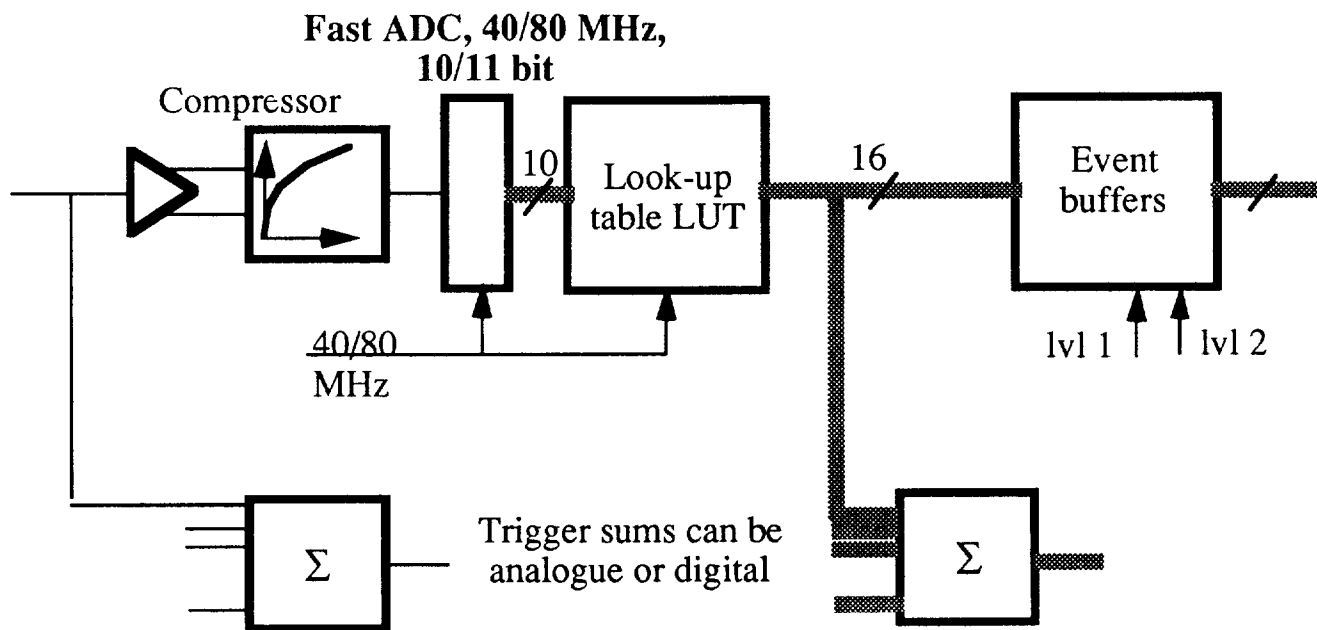 Fast ADC, 40/80 MHz,
10/11 bit
Compressor
10
Look-up
table LUT
16
Event
buffers
40/80
MHz
lvl 1
lvl 2
Σ
Trigger sums can be
analogue or digital
Σ